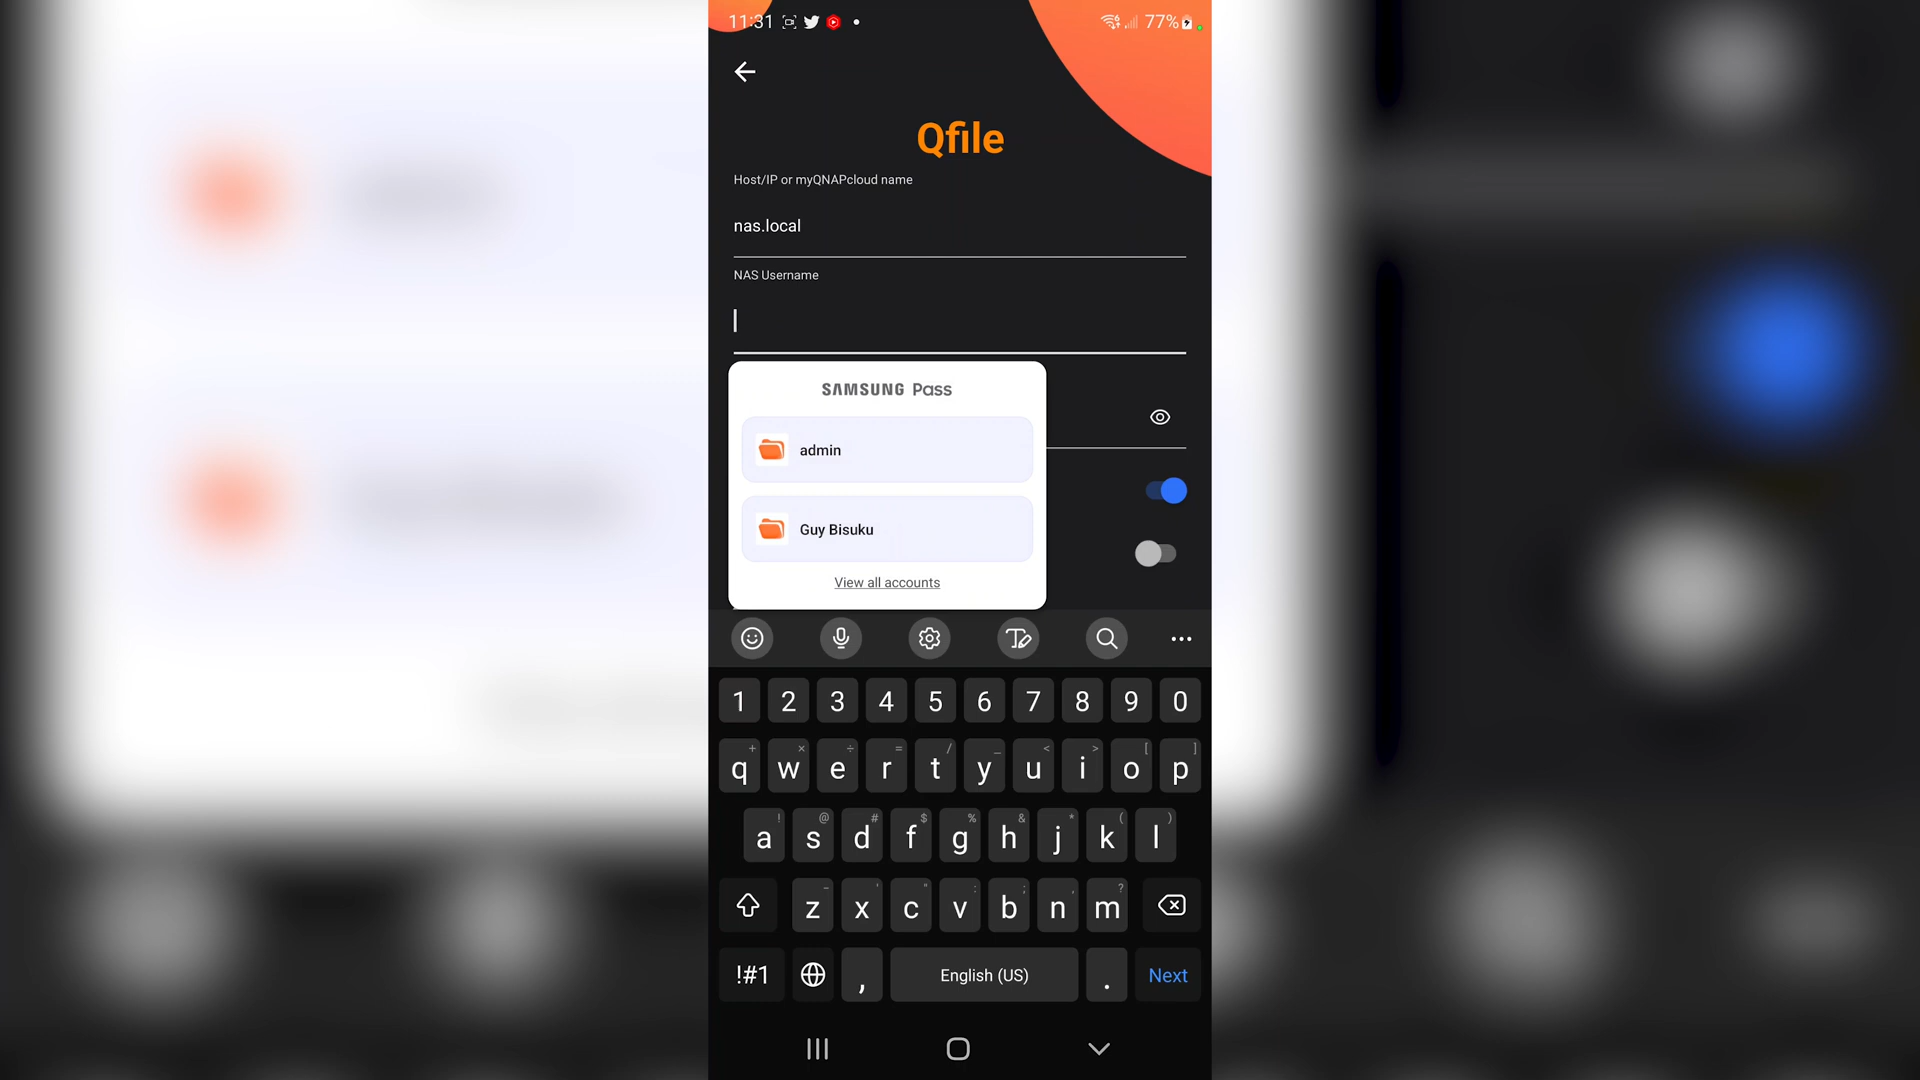 11:31
77%
Qfile
Host/IP or myQNAPcloud name
nas.local
NAS Username
SAMSUNG Pass
admin
Guy Bisuku
View all accounts
1 2 3 4 5 6 7 8 9 0
+ × ÷ = / _ < > [ ]
q w e r t y u i o p
! @ # $ % & * ( )
a s d f g h j k l
- ' " : ; , ?
z x c v b n m
!#1 , English (US) . Next